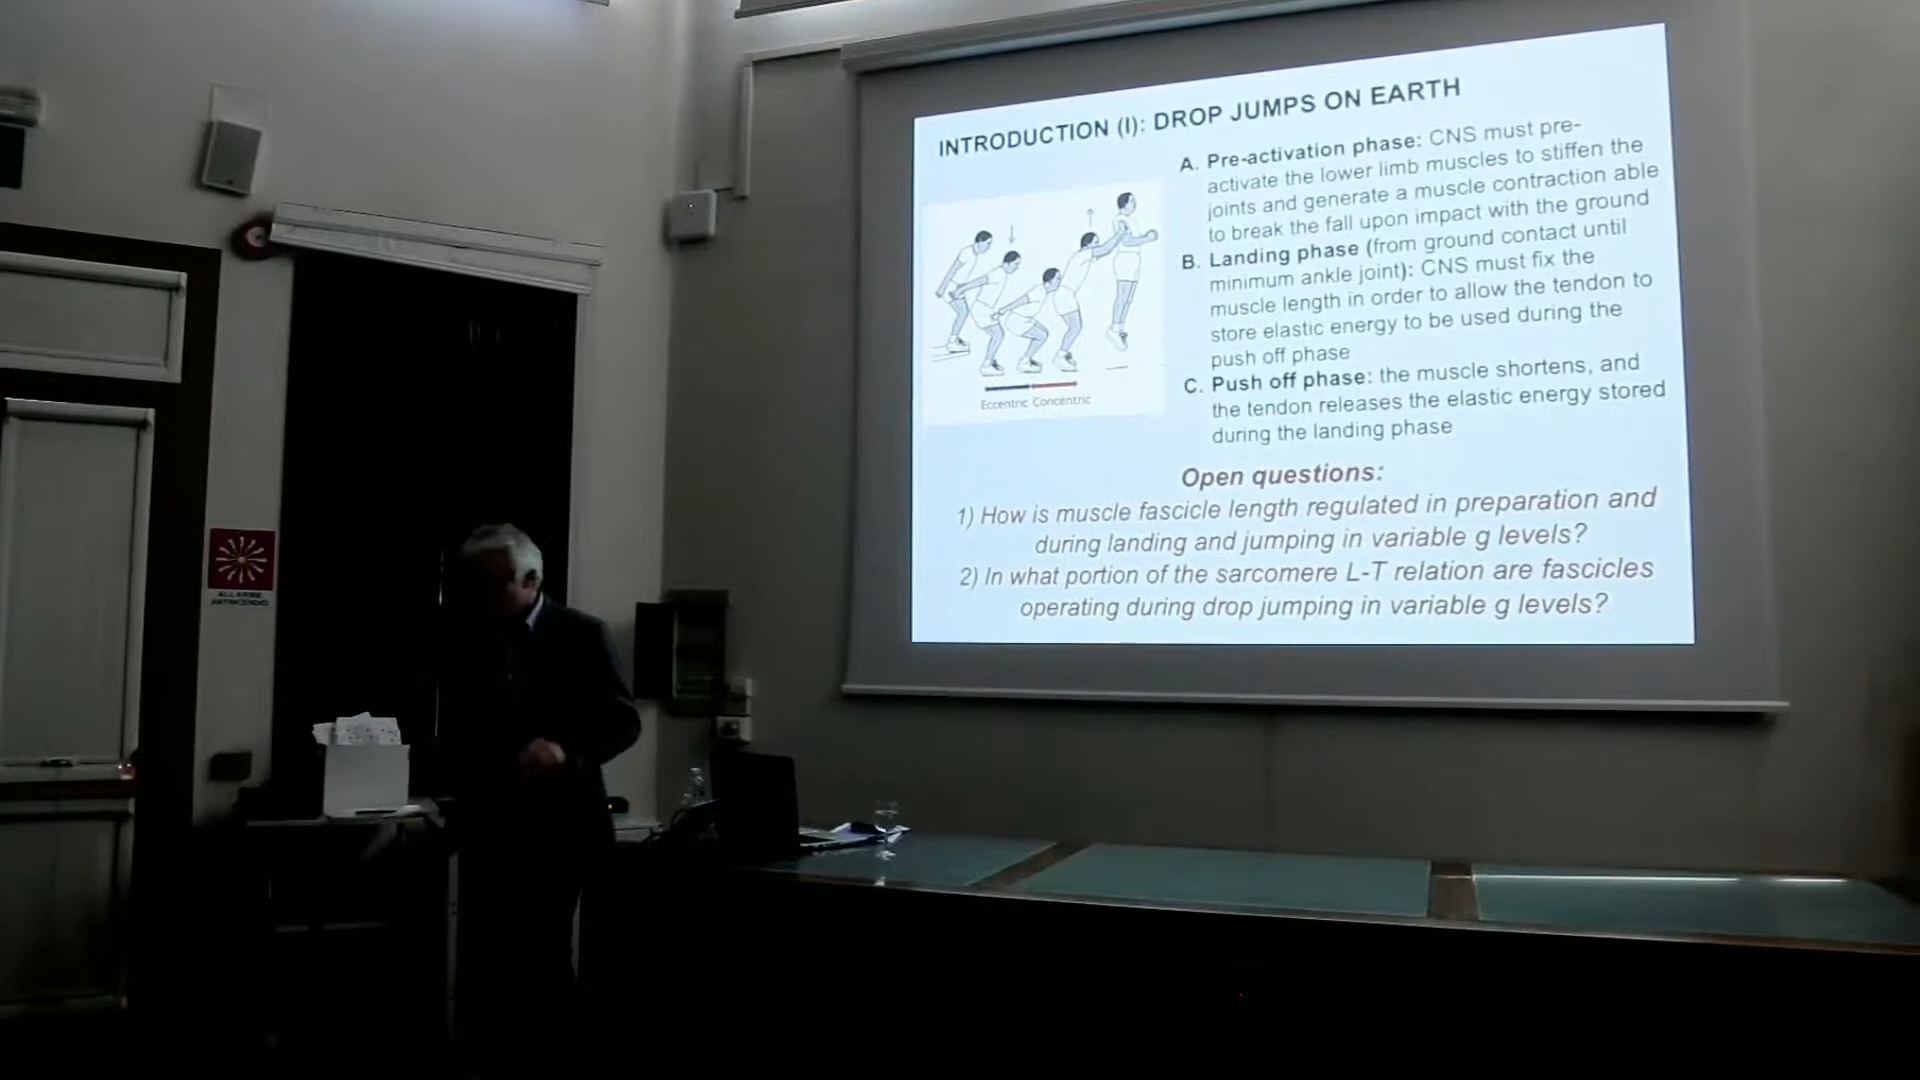 INTRODUCTION (I): DROP JUMPS ON EARTH
A. Pre-activation phase: CNS must pre-
activate the lower limb muscles to stiffen the
joints and generate a muscle contraction able
to break the fall upon impact with the ground
B. Landing phase (from ground contact until
minimum ankle joint): CNS must fix the
muscle length in order to allow the tendon to
store elastic energy to be used during the
push off phase
C. Push off phase: the muscle shortens, and
the tendon releases the elastic energy stored
during the landing phase
Eccentric Concentric
Open questions:
1) How is muscle fascicle length regulated in preparation and
during landing and jumping in variable g levels?
2) In what portion of the sarcomere L-T relation are fascicles
operating during drop jumping in variable g levels?
ALLARME
ANTINCENDIO